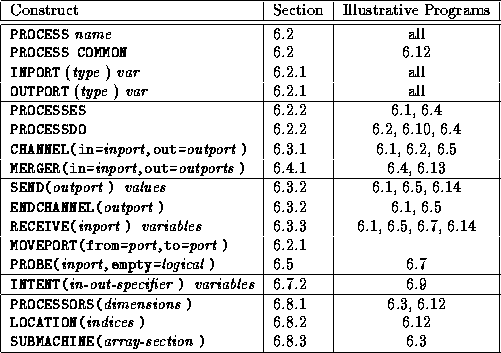 Construct Section Illustrative Programs
PROCESS name 6.2 all
PROCESS COMMON 6.2 6.12
INPORT (type ) var 6.2.1 all
OUTPORT (type ) var 6.2.1 all
PROCESSES 6.2.2 6.1, 6.4
PROCESSDO 6.2.2 6.2, 6.10, 6.4
CHANNEL(in=inport,out=outport ) 6.3.1 6.1, 6.2, 6.5
MERGER(in=inport,out=outports ) 6.4.1 6.4, 6.13
SEND(outport ) values 6.3.2 6.1, 6.5, 6.14
ENDCHANNEL(outport ) 6.3.2 6.1, 6.5
RECEIVE(inport ) variables 6.3.3 6.1, 6.5, 6.7, 6.14
MOVEPORT(from=port,to=port ) 6.2.1
PROBE(inport,empty=logical ) 6.5 6.7
INTENT(in-out-specifier ) variables 6.7.2 6.9
PROCESSORS(dimensions ) 6.8.1 6.3, 6.12
LOCATION(indices ) 6.8.2 6.12
SUBMACHINE(array-section ) 6.8.3 6.3